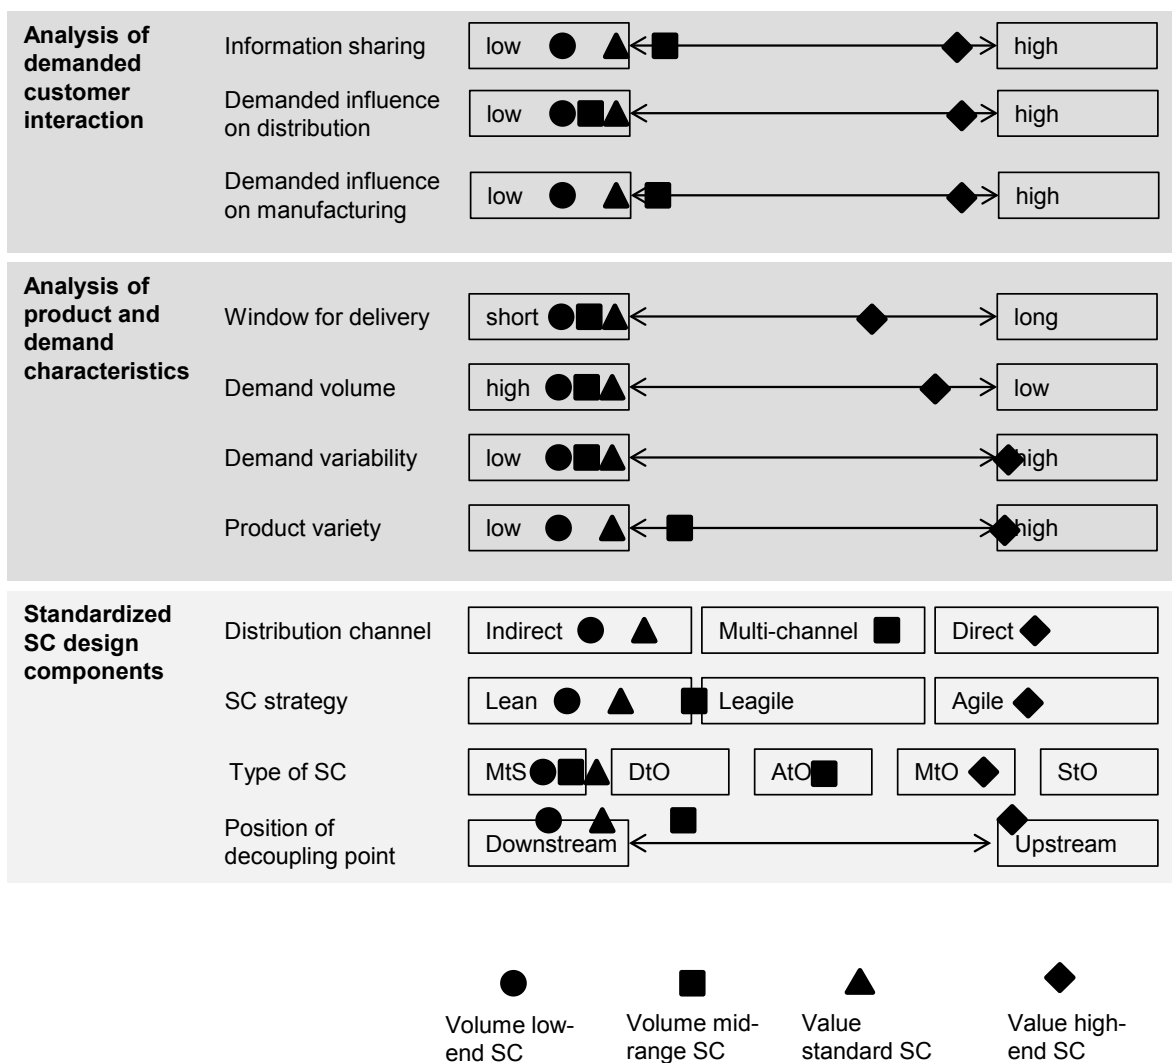 Analysis of
demanded
customer
interaction
Information sharing
low
high
Demanded influence
on distribution
low
high
Demanded influence
on manufacturing
low
high
Analysis of
product and
demand
characteristics
Window for delivery
short
long
Demand volume
high
low
Demand variability
low
high
Product variety
low
high
Standardized
SC design
components
Distribution channel
Indirect
Multi-channel
Direct
SC strategy
Lean
Leagile
Agile
Type of SC
MtS
DtO
AtO
MtO
StO
Position of
decoupling point
Downstream
Upstream
Volume low-
end SC
Volume mid-
range SC
Value
standard SC
Value high-
end SC